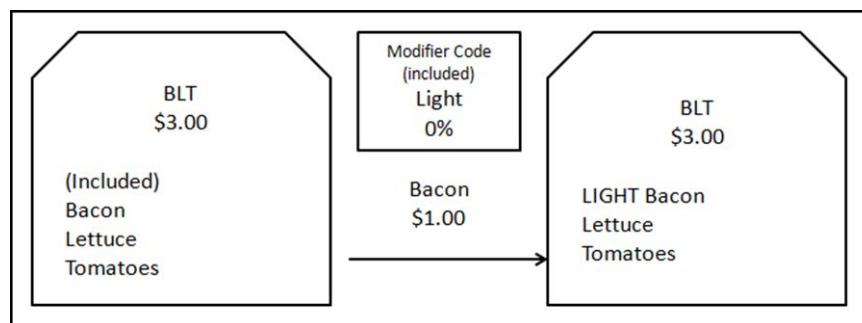 BLT
$3.00
(Included)
Bacon
Lettuce
Tomatoes
Modifier Code
(included)
Light
0%
Bacon
$1.00
BLT
$3.00
LIGHT Bacon
Lettuce
Tomatoes